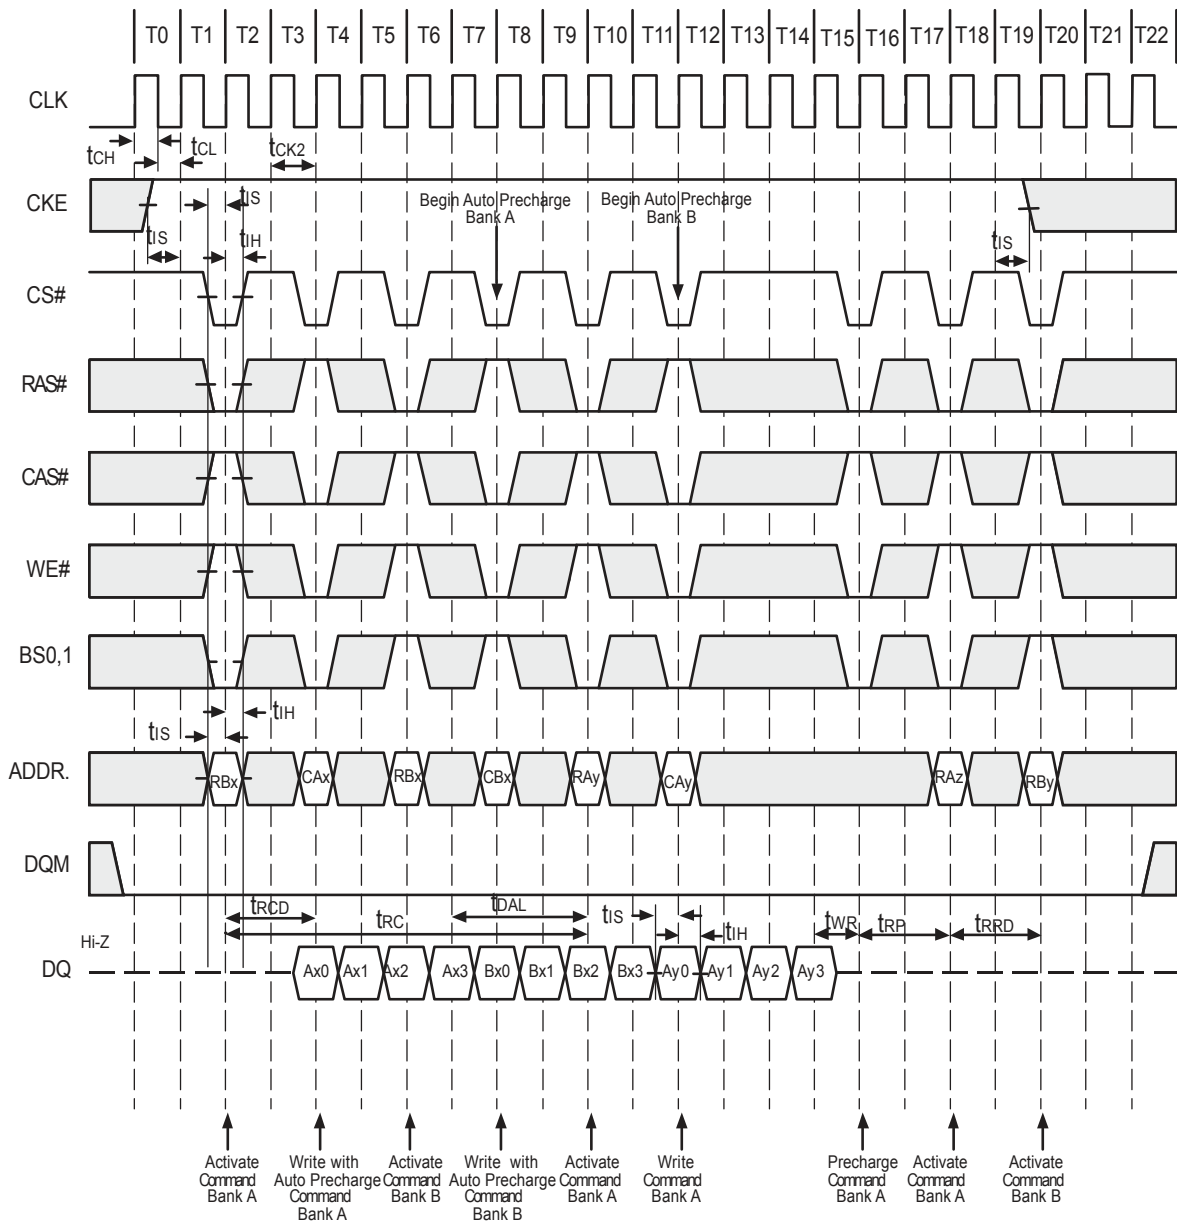 T0 T1 T2 T3 T4 T5 T6 T7 T8 T9 T10 T11 T12 T13 T14 T15 T16 T17 T18 T19 T20 T21 T22
CLK
tCH tCL tCK2
CKE
tIS
Begin Auto Precharge
Bank A
Begin Auto Precharge
Bank B
tIS
tIH
tIS
CS#
RAS#
CAS#
WE#
BS0,1
tIH
tIS
ADDR.
RBx CAx RBx CBx RAy CAy RAz RBy
DQM
tRCD
tRC
tDAL
tIS
tIH
tWR
tRP
tRRD
Hi-Z
DQ
Ax0 Ax1 Ax2 Ax3 Bx0 Bx1 Bx2 Bx3 Ay0 Ay1 Ay2 Ay3
Activate
Command
Bank A
Write with
Auto Precharge
Command
Bank A
Activate
Command
Bank B
Write with
Auto Precharge
Command
Bank B
Activate
Command
Bank A
Write
Command
Bank A
Precharge
Command
Bank A
Activate
Command
Bank A
Activate
Command
Bank B